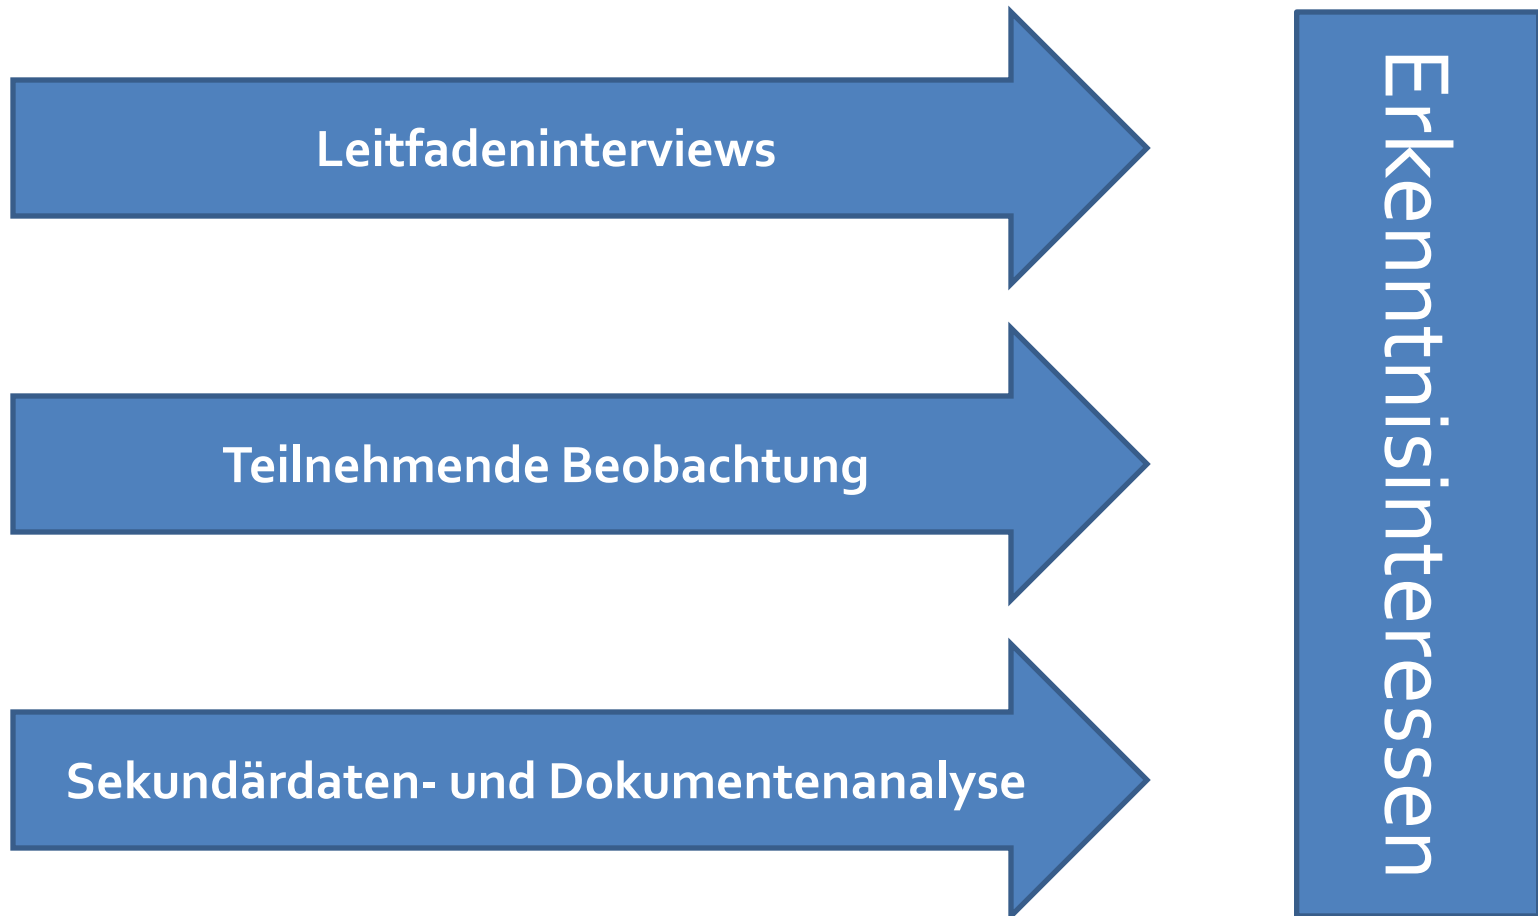 Leitfadeninterviews
Teilnehmende Beobachtung
Sekundärdaten- und Dokumentenanalyse
Erkenntnisinteressen